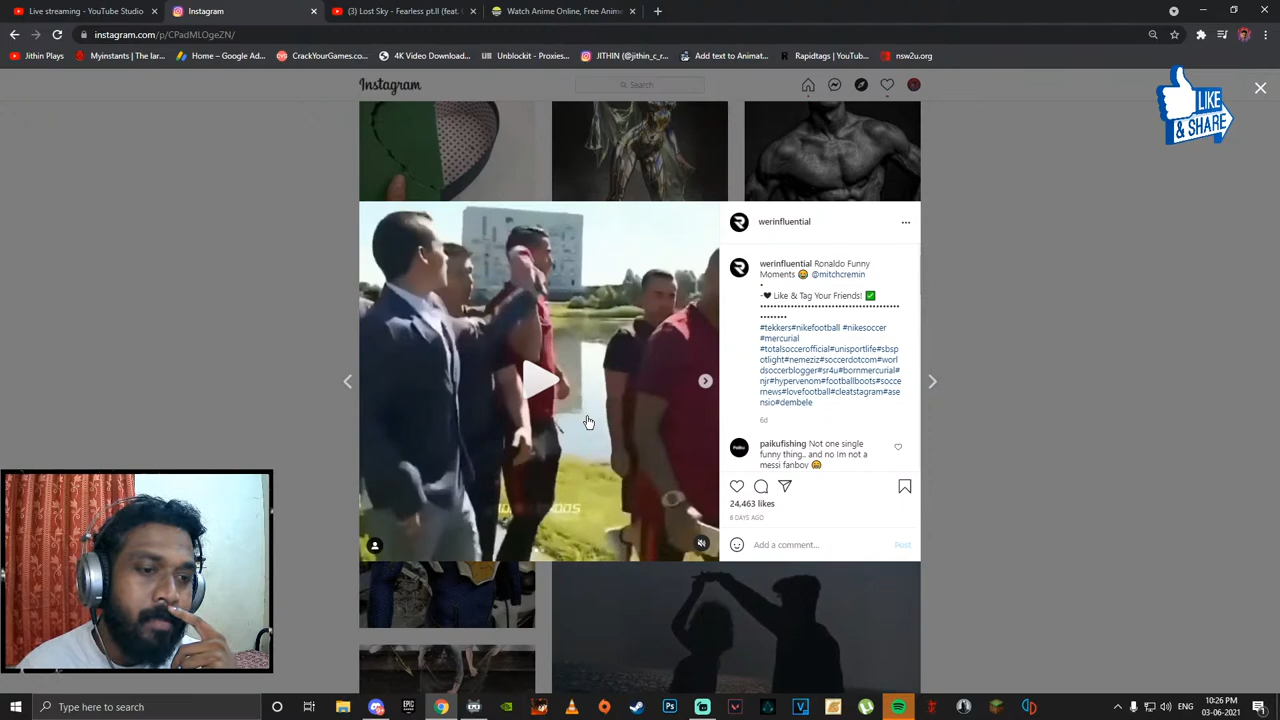 Live streaming - YouTube Studio
Instagram
(3) Lost Sky - Fearless pt.II (feat.
Watch Anime Online, Free Anime
instagram.com/p/CPadMLOgeZN/
Jithin Plays
Myinstants | The lar...
Home - Google Ad...
CrackYourGames.co...
4K Video Download...
Unblockit - Proxies...
JITHIN (@jithin_c_r...
Add text to Animat...
Rapidtags | YouTub...
nsw2u.org
Instagram
Search
LIKE
& SHARE
werinfluential
werinfluential Ronaldo Funny
Moments 😂 @mitchcremin
•
-🖤 Like & Tag Your Friends! ✅
•••••••••••••••••••••••••••••••••••
•••••••
#tekkers#nikefootball #nikesoccer
#mercurial
#totalsoccerofficial#unisportlife#sbsp
otlight#nemeziz#soccerdotcom#worl
dsoccerblogger#sr4u#bornmercurial#
njr#hypervenom#footballboots#socce
rnews#lovefootball#cleatstagram#ase
nsio#dembele
6d
paikufishing Not one single
funny thing.. and no Im not a
messi fanboy 😂
24,463 likes
6 DAYS AGO
Add a comment...
Post
Type here to search
10:26 PM
03-06-2021